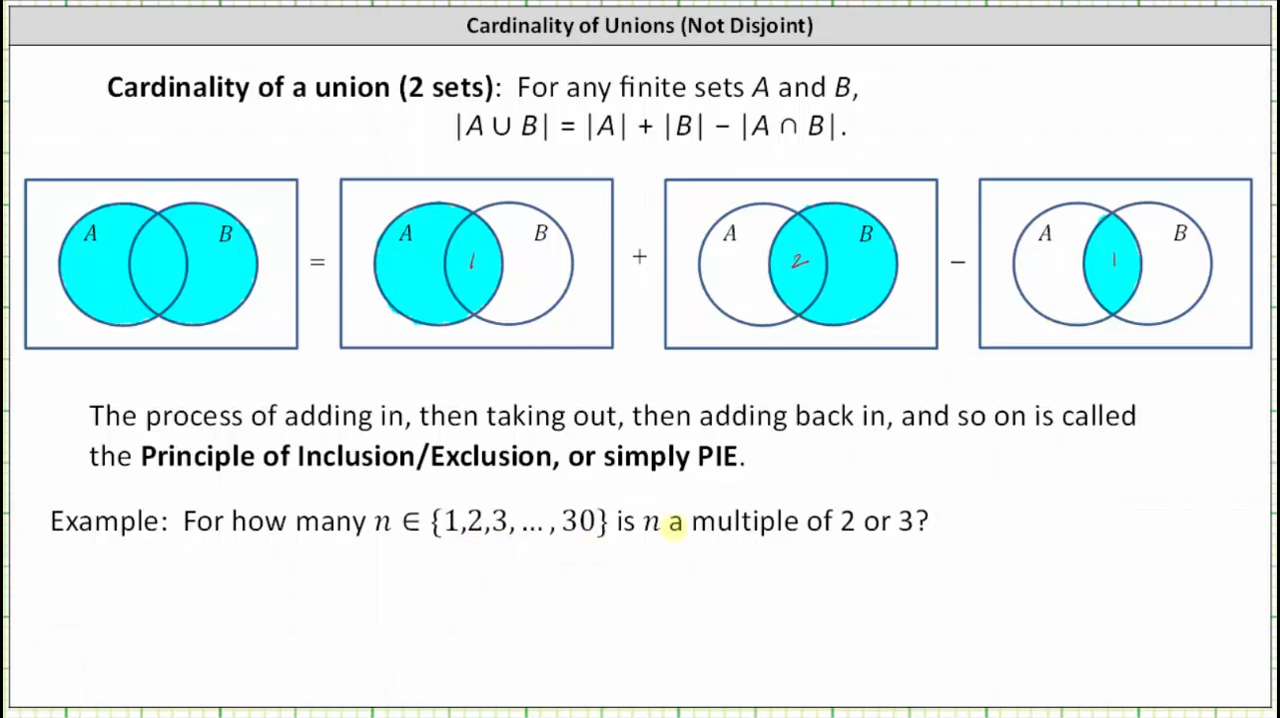 Cardinality of Unions (Not Disjoint)
Cardinality of a union (2 sets): For any finite sets A and B,
|A ∪ B| = |A| + |B| − |A ∩ B|.
A B = A 1 B + A 2 B − A 1 B
The process of adding in, then taking out, then adding back in, and so on is called
the Principle of Inclusion/Exclusion, or simply PIE.
Example: For how many n ∈ {1,2,3, … , 30} is n a multiple of 2 or 3?